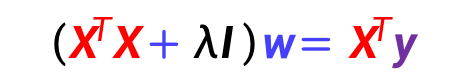 (XᵀX + λI)w = Xᵀy